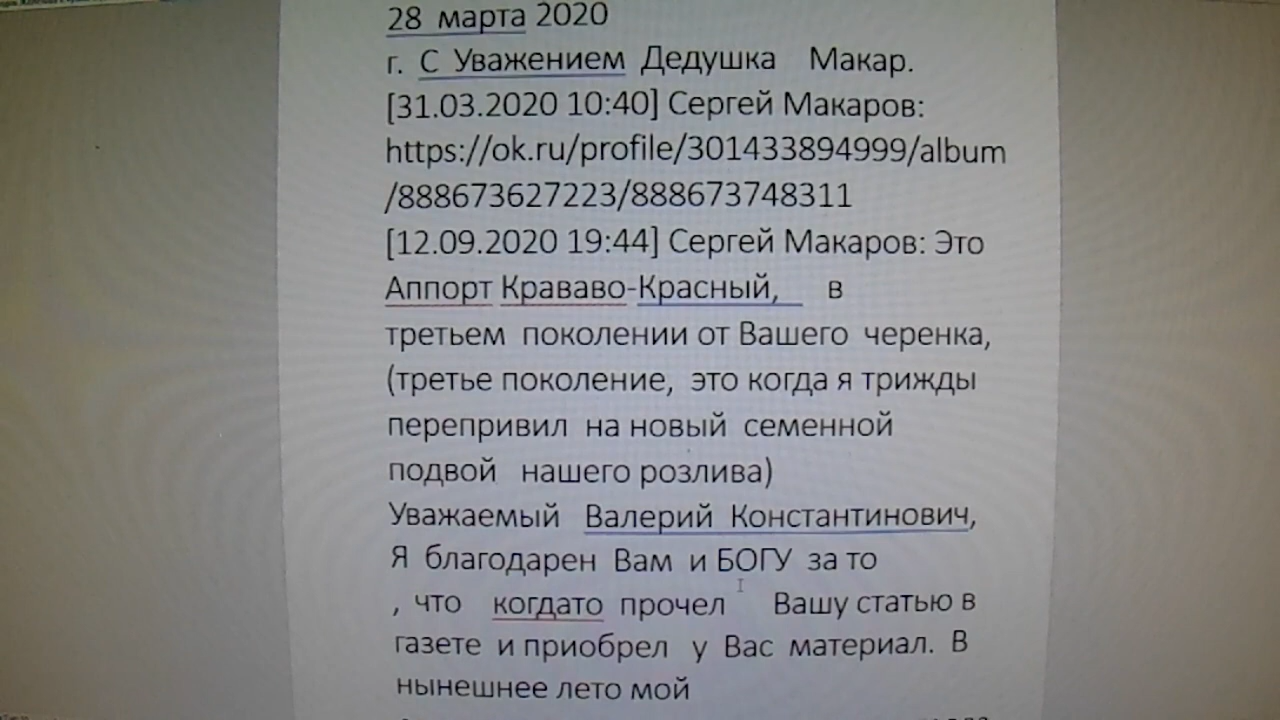 28 марта 2020
г. С Уважением Дедушка Макар.
[31.03.2020 10:40] Сергей Макаров:
https://ok.ru/profile/301433894999/album
/888673627223/888673748311
[12.09.2020 19:44] Сергей Макаров: Это
Аппорт Крававо-Красный, в
третьем поколении от Вашего черенка,
(третье поколение, это когда я трижды
перепривил на новый семенной
подвой нашего розлива)
Уважаемый Валерий Константинович,
Я благодарен Вам и БОГУ за то
, что когдато прочел Вашу статью в
газете и приобрел у Вас материал. В
нынешнее лето мой